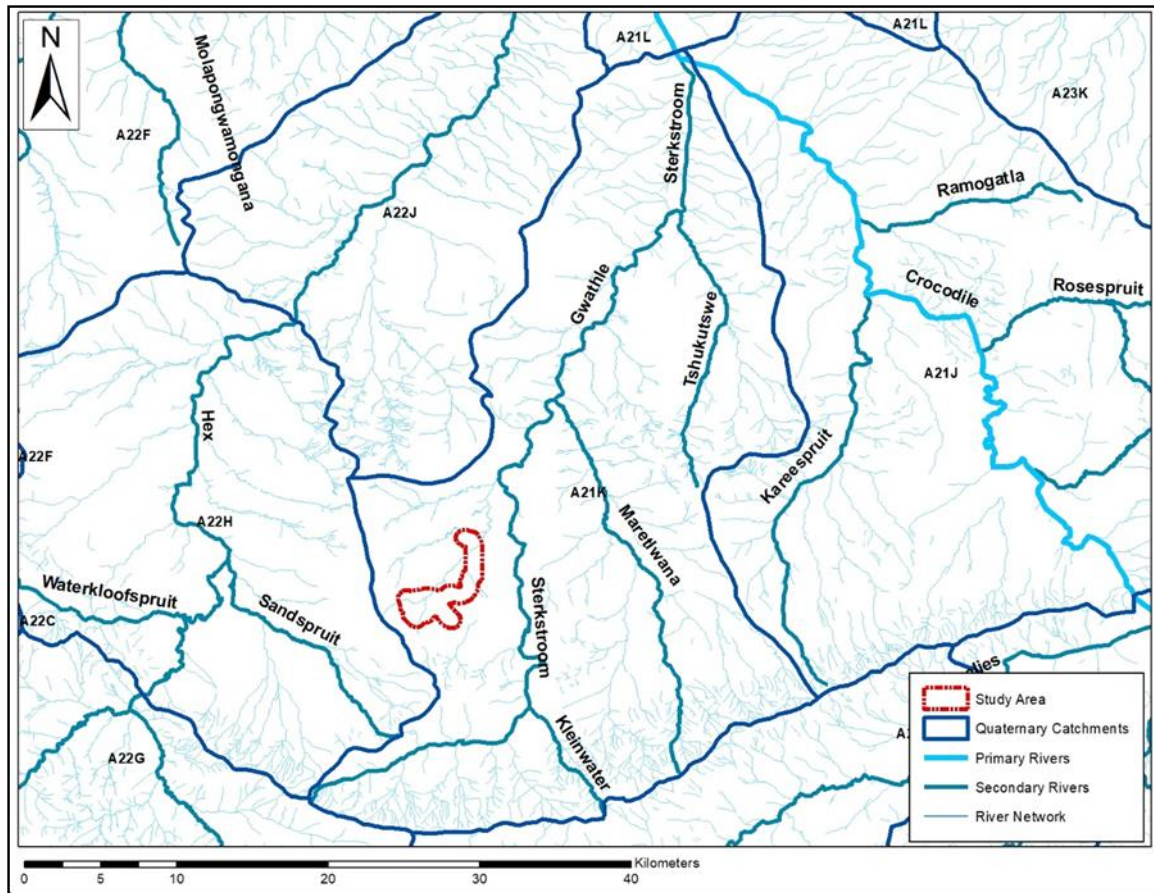 N
A21L
A21L
A23K
A22F
Molapongwamongana
Sterkstroom
Ramogatla
A22J
Gwathle
Crocodile
Rosespruit
Tshukutswe
A21J
Hex
A22F
Kareespruit
A21K
A22H
Maretlwana
Waterkloofspruit
Sandspruit
Sterkstroom
A22C
lies
Kleinwater
A22G
Study Area
Quaternary Catchments
Primary Rivers
Secondary Rivers
River Network
Kilometers
0 5 10 20 30 40